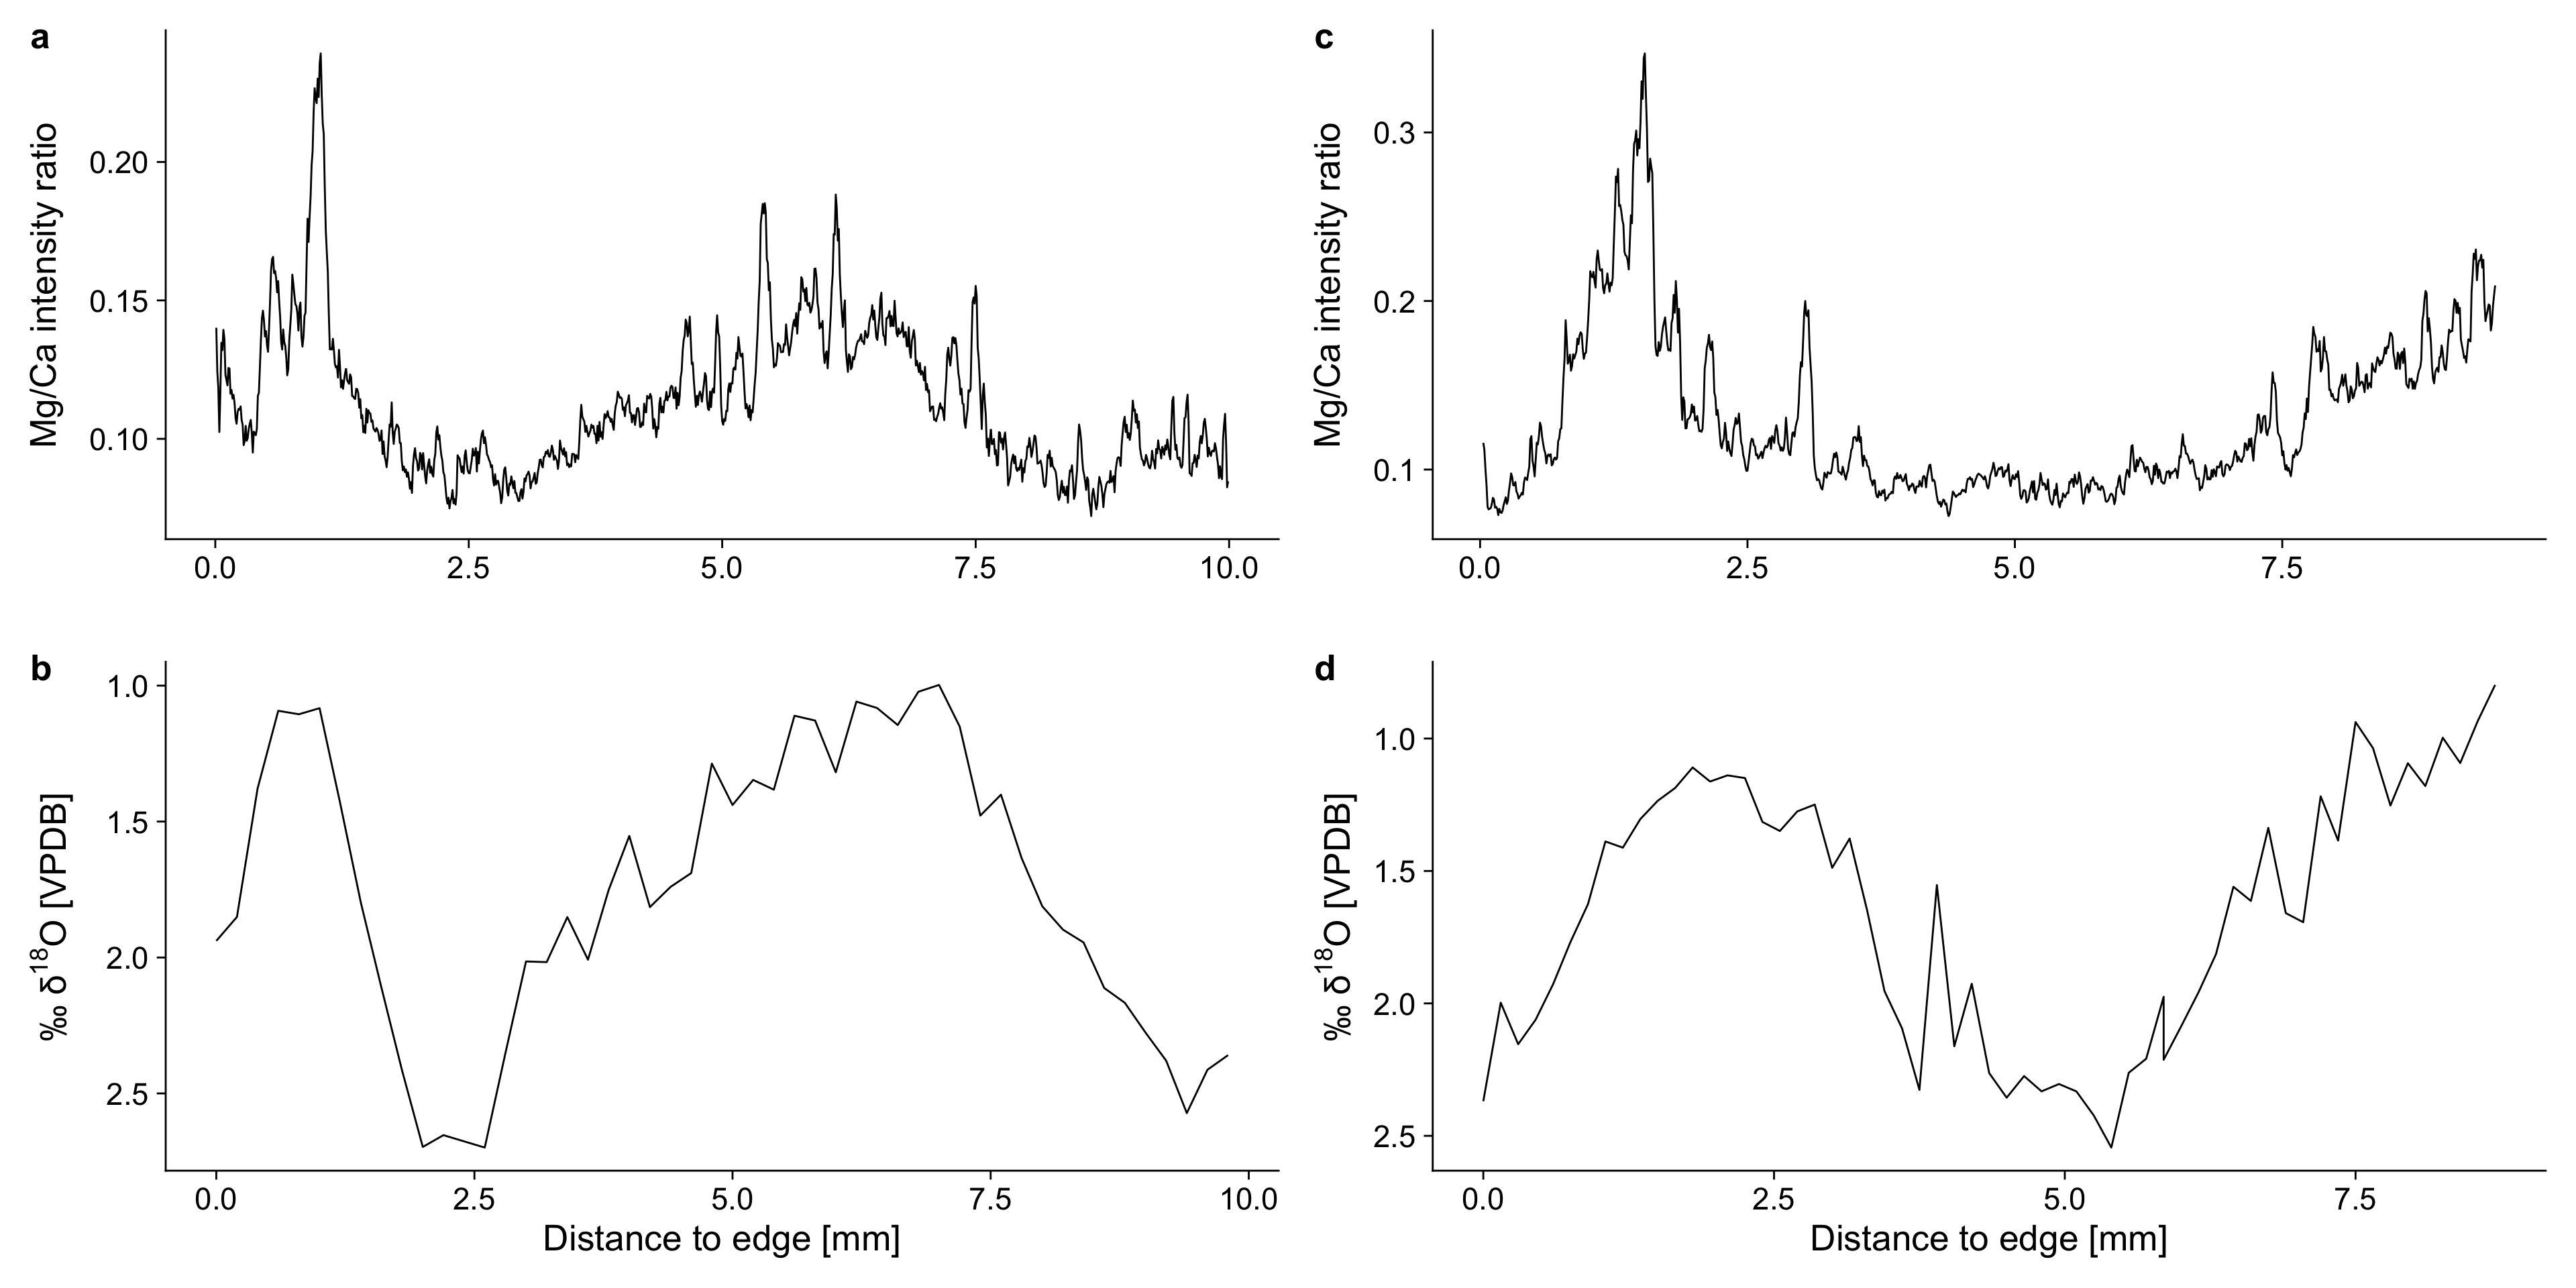 a
Mg/Ca intensity ratio
0.20
0.15
0.10
0.0 2.5 5.0 7.5 10.0
c
Mg/Ca intensity ratio
0.3
0.2
0.1
0.0 2.5 5.0 7.5
b
‰ δ¹⁸O [VPDB]
1.0
1.5
2.0
2.5
0.0 2.5 5.0 7.5 10.0
Distance to edge [mm]
d
‰ δ¹⁸O [VPDB]
1.0
1.5
2.0
2.5
0.0 2.5 5.0 7.5
Distance to edge [mm]